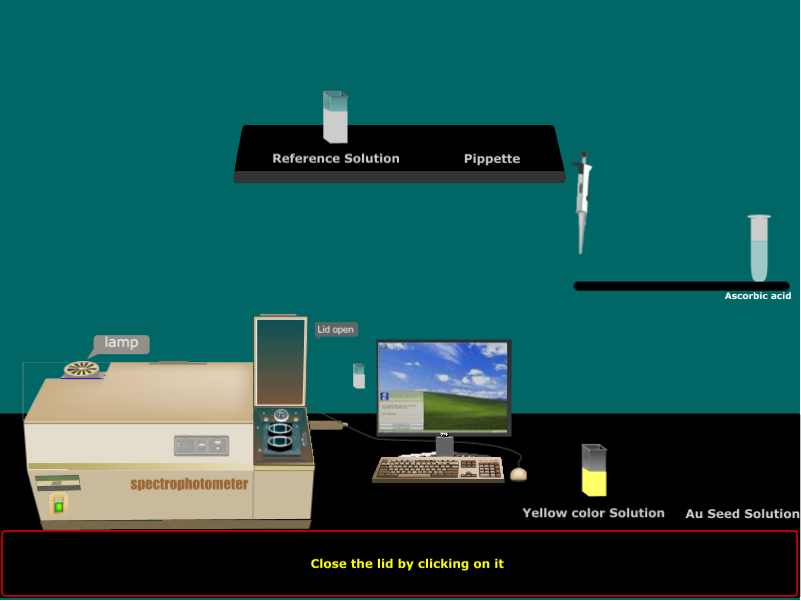 Reference Solution
Pippette
Ascorbic acid
Lid open
lamp
spectrophotometer
Yellow color Solution
Au Seed Solution
Close the lid by clicking on it